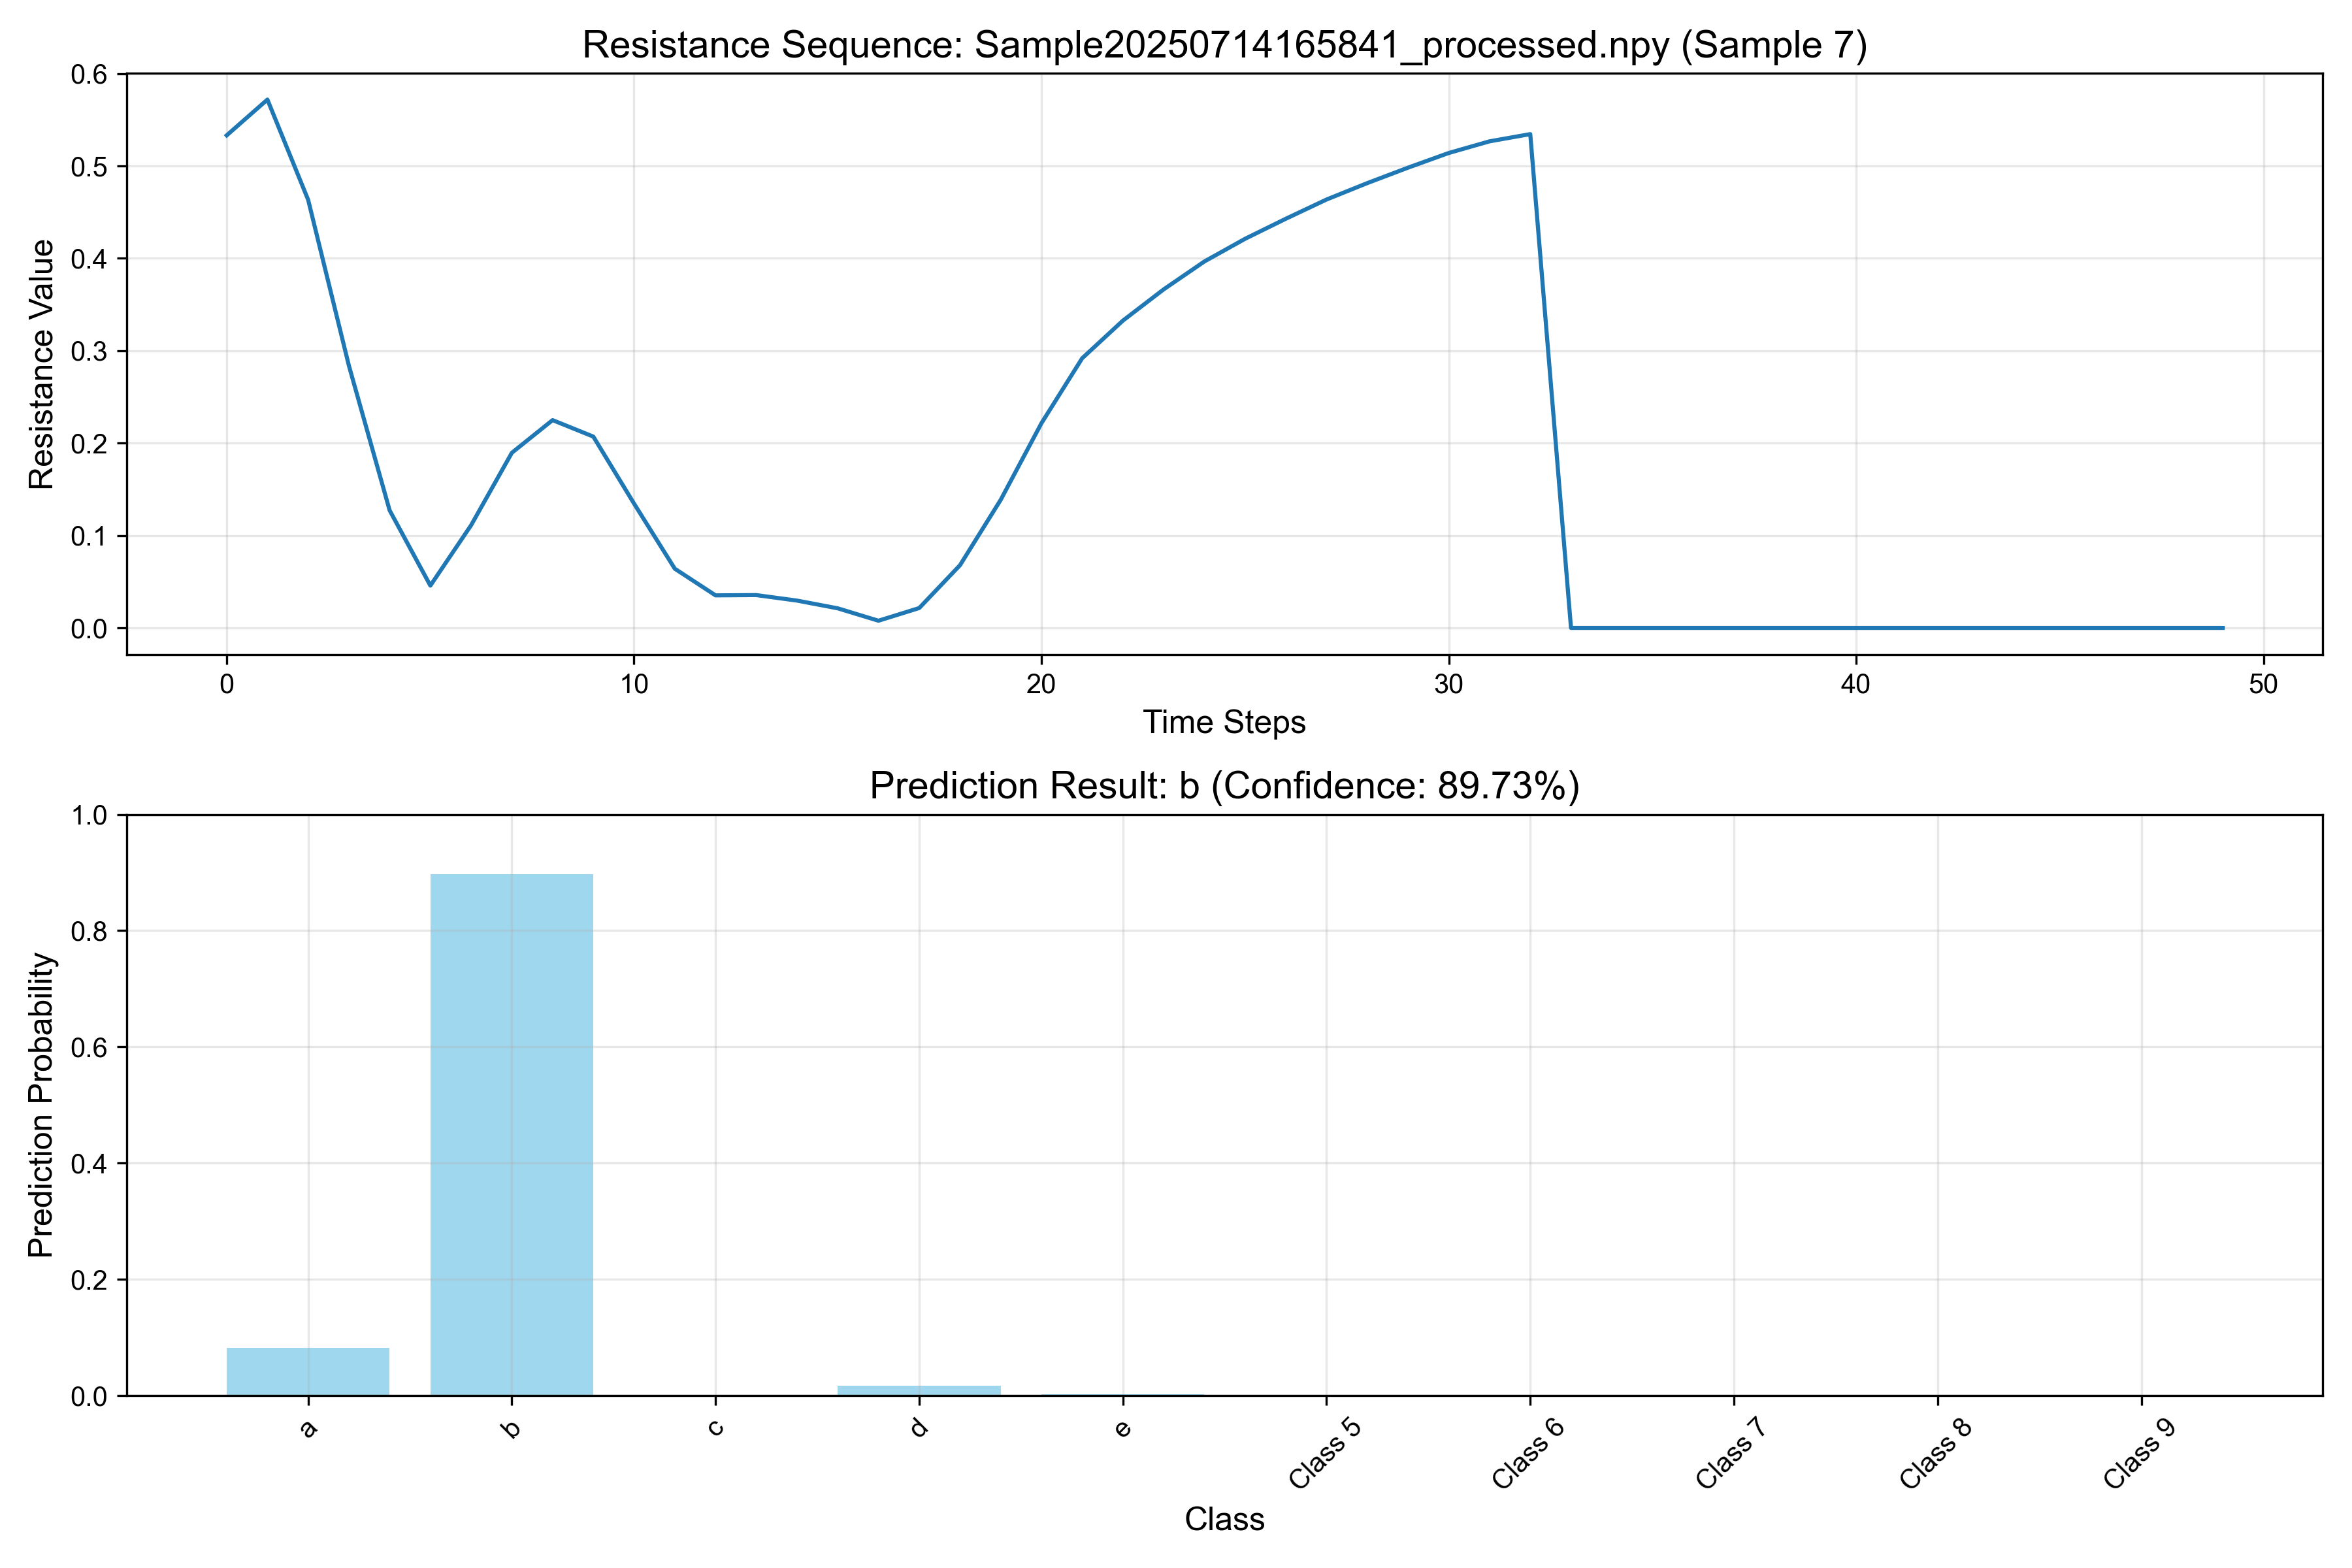 Resistance Sequence: Sample20250714165841_processed.npy (Sample 7)
Resistance Value
0.6
0.5
0.4
0.3
0.2
0.1
0.0
0
10
20
30
40
50
Time Steps
Prediction Result: b (Confidence: 89.73%)
Prediction Probability
1.0
0.8
0.6
0.4
0.2
0.0
a
b
c
d
e
Class 5
Class 6
Class 7
Class 8
Class 9
Class